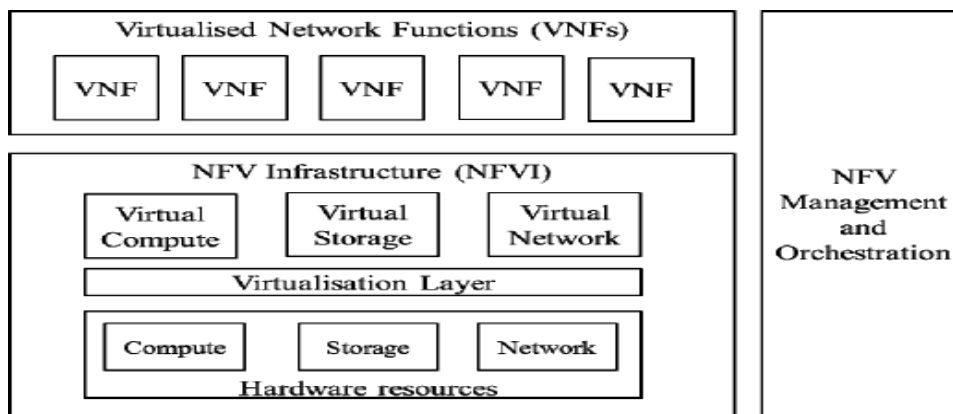 Virtualised Network Functions (VNFs)
VNF VNF VNF VNF VNF
NFV Infrastructure (NFVI)
Virtual
Compute
Virtual
Storage
Virtual
Network
Virtualisation Layer
Compute Storage Network
Hardware resources
NFV
Management
and
Orchestration